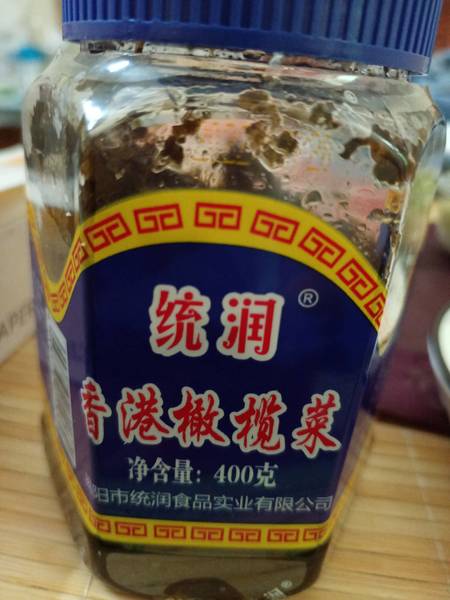 统润®
香港橄榄菜
净含量：400克
阳市统润食品实业有限公司